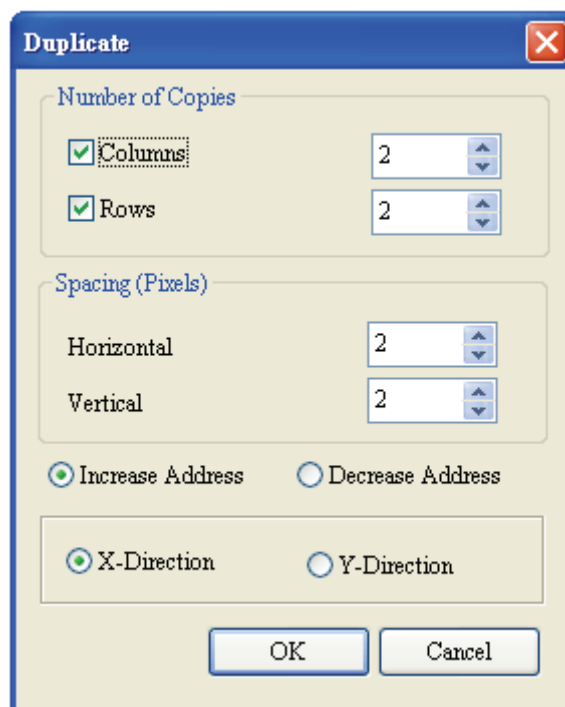 Duplicate
Number of Copies
Columns 2
Rows 2
Spacing (Pixels)
Horizontal 2
Vertical 2
Increase Address Decrease Address
X-Direction Y-Direction
OK Cancel